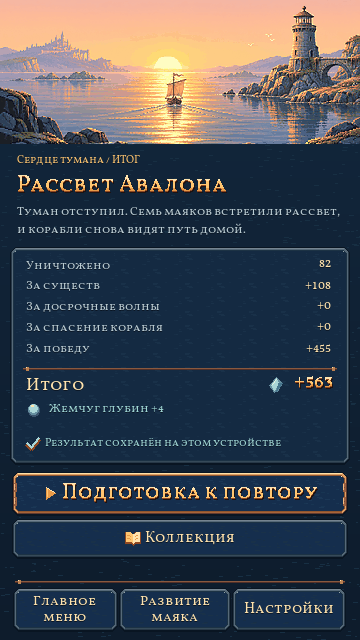 Сердце тумана / ИТОГ
Рассвет Авалона
Туман отступил. Семь маяков встретили рассвет,
и корабли снова видят путь домой.
Уничтожено 82
За существ +108
За досрочные волны +0
За спасение корабля +0
За победу +455
Итого +563
Жемчуг глубин +4
Результат сохранён на этом устройстве
Подготовка к повтору
Коллекция
Главное меню
Развитие маяка
Настройки